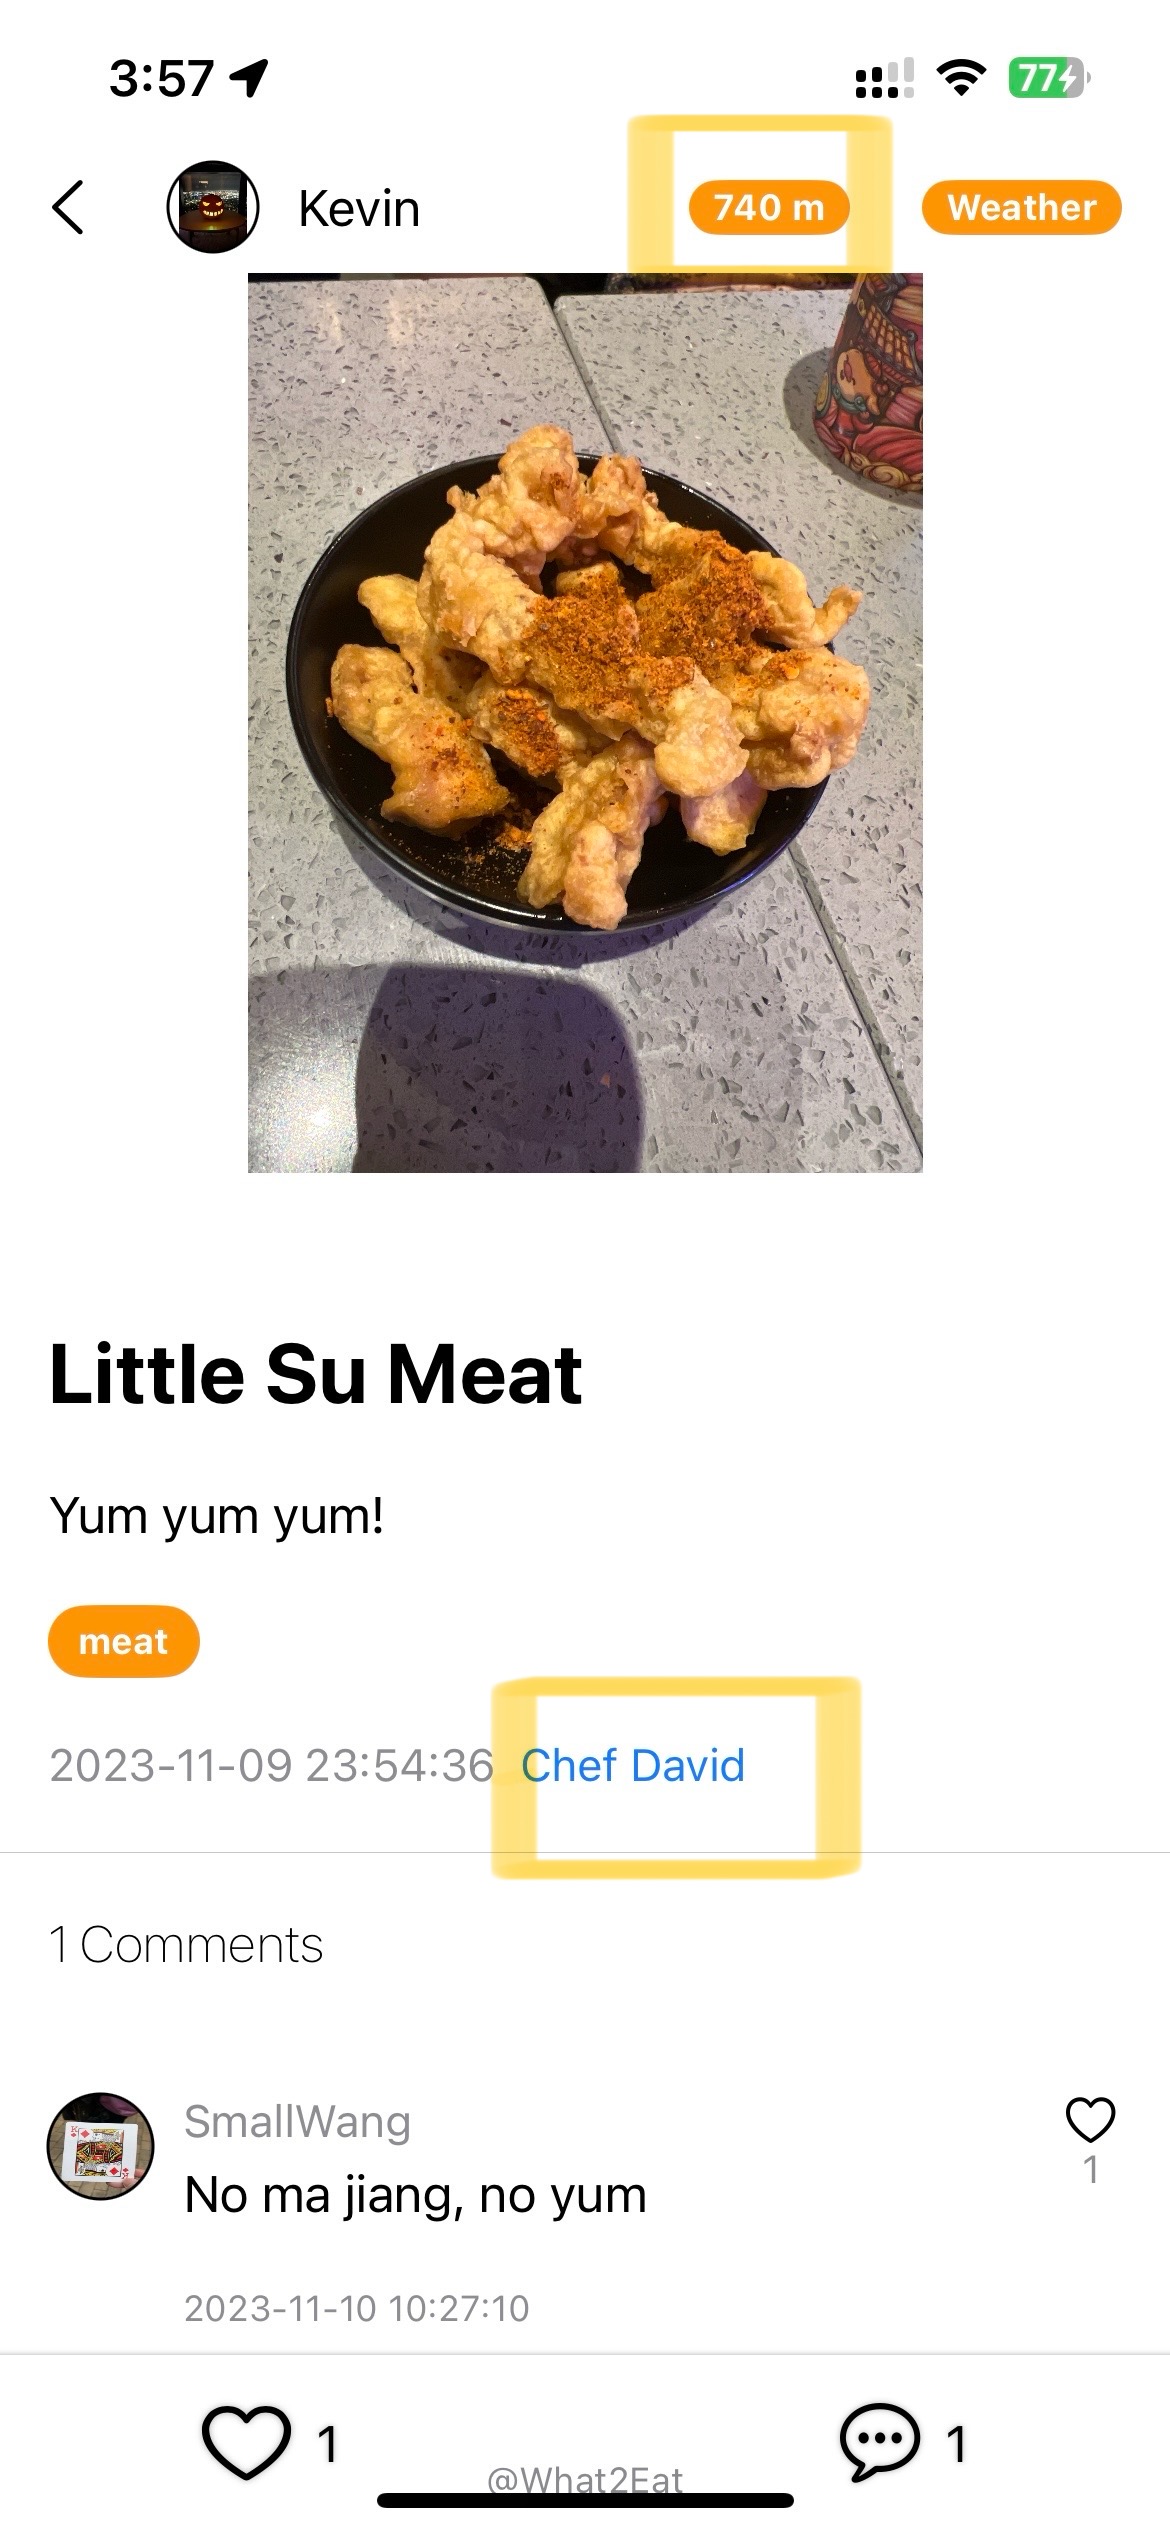 3:57
77
Kevin
740 m
Weather
Little Su Meat
Yum yum yum!
meat
2023-11-09 23:54:36 Chef David
1 Comments
SmallWang
1
No ma jiang, no yum
2023-11-10 10:27:10
1
1
@What2Eat